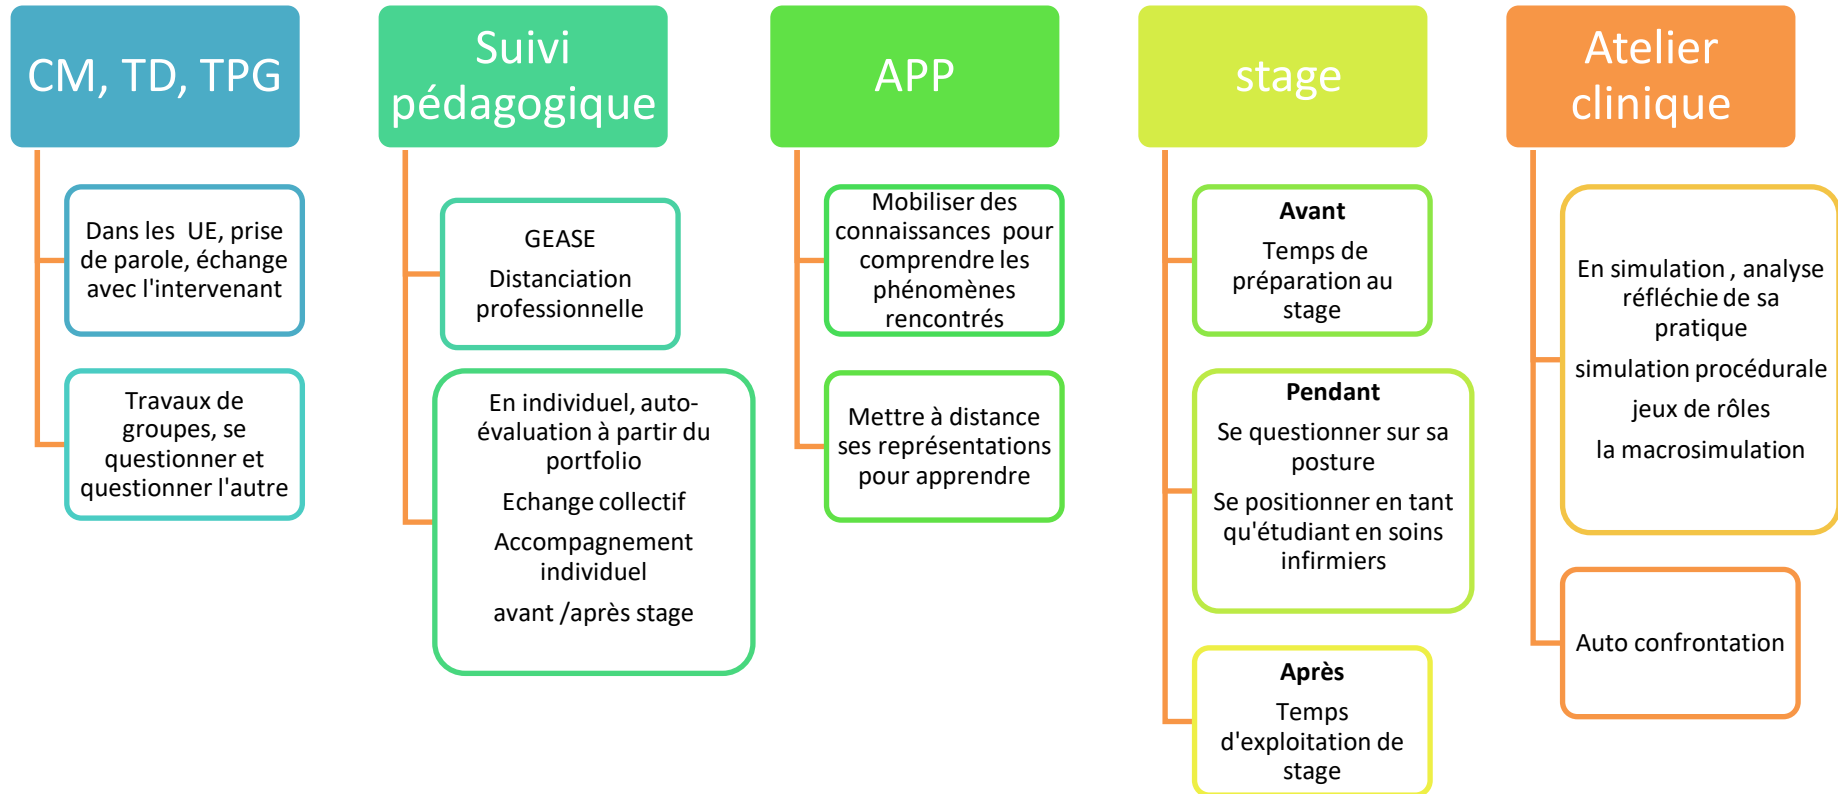 CM, TD, TPG
Dans les UE, prise
de parole, échange
avec l'intervenant
Travaux de
groupes, se
questionner et
questionner l'autre
Suivi
pédagogique
GEASE
Distanciation
professionnelle
En individuel, auto-
évaluation à partir du
portfolio
Echange collectif
Accompagnement
individuel
avant /après stage
APP
Mobiliser des
connaissances pour
comprendre les
phénomènes
rencontrés
Mettre à distance
ses représentations
pour apprendre
stage
Avant
Temps de
préparation au
stage
Pendant
Se questionner sur sa
posture
Se positionner en tant
qu'étudiant en soins
infirmiers
Après
Temps
d'exploitation de
stage
Atelier
clinique
En simulation , analyse
réfléchie de sa
pratique
simulation procédurale
jeux de rôles
la macrosimulation
Auto confrontation